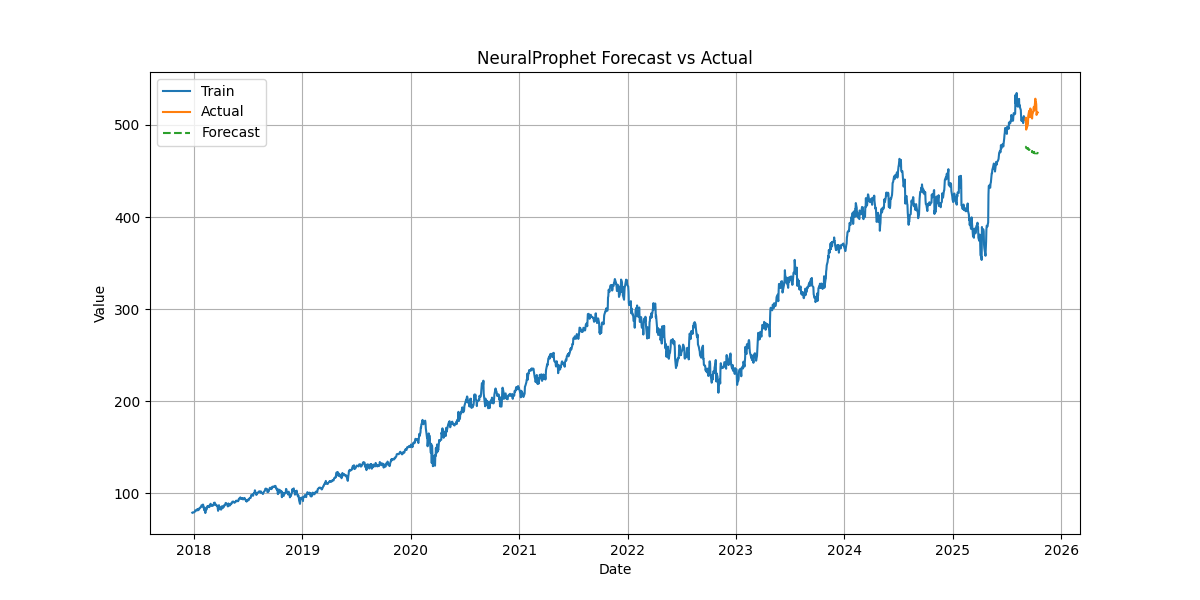 NeuralProphet Forecast vs Actual
Train
Actual
Forecast
500
400
300
200
100
Value
2018 2019 2020 2021 2022 2023 2024 2025 2026
Date